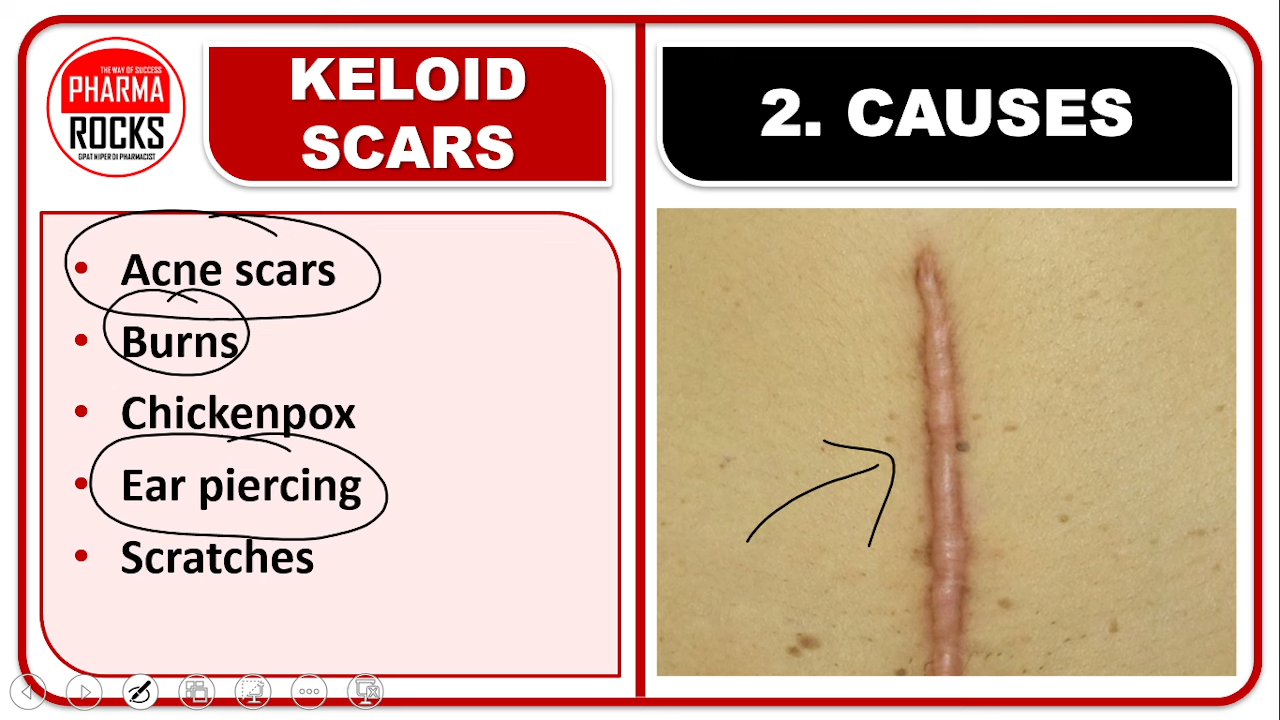 THE WAY OF SUCCESS
PHARMA
ROCKS
GPAT NIPER DI PHARMACIST
KELOID
SCARS
2. CAUSES
• Acne scars
• Burns
• Chickenpox
• Ear piercing
• Scratches